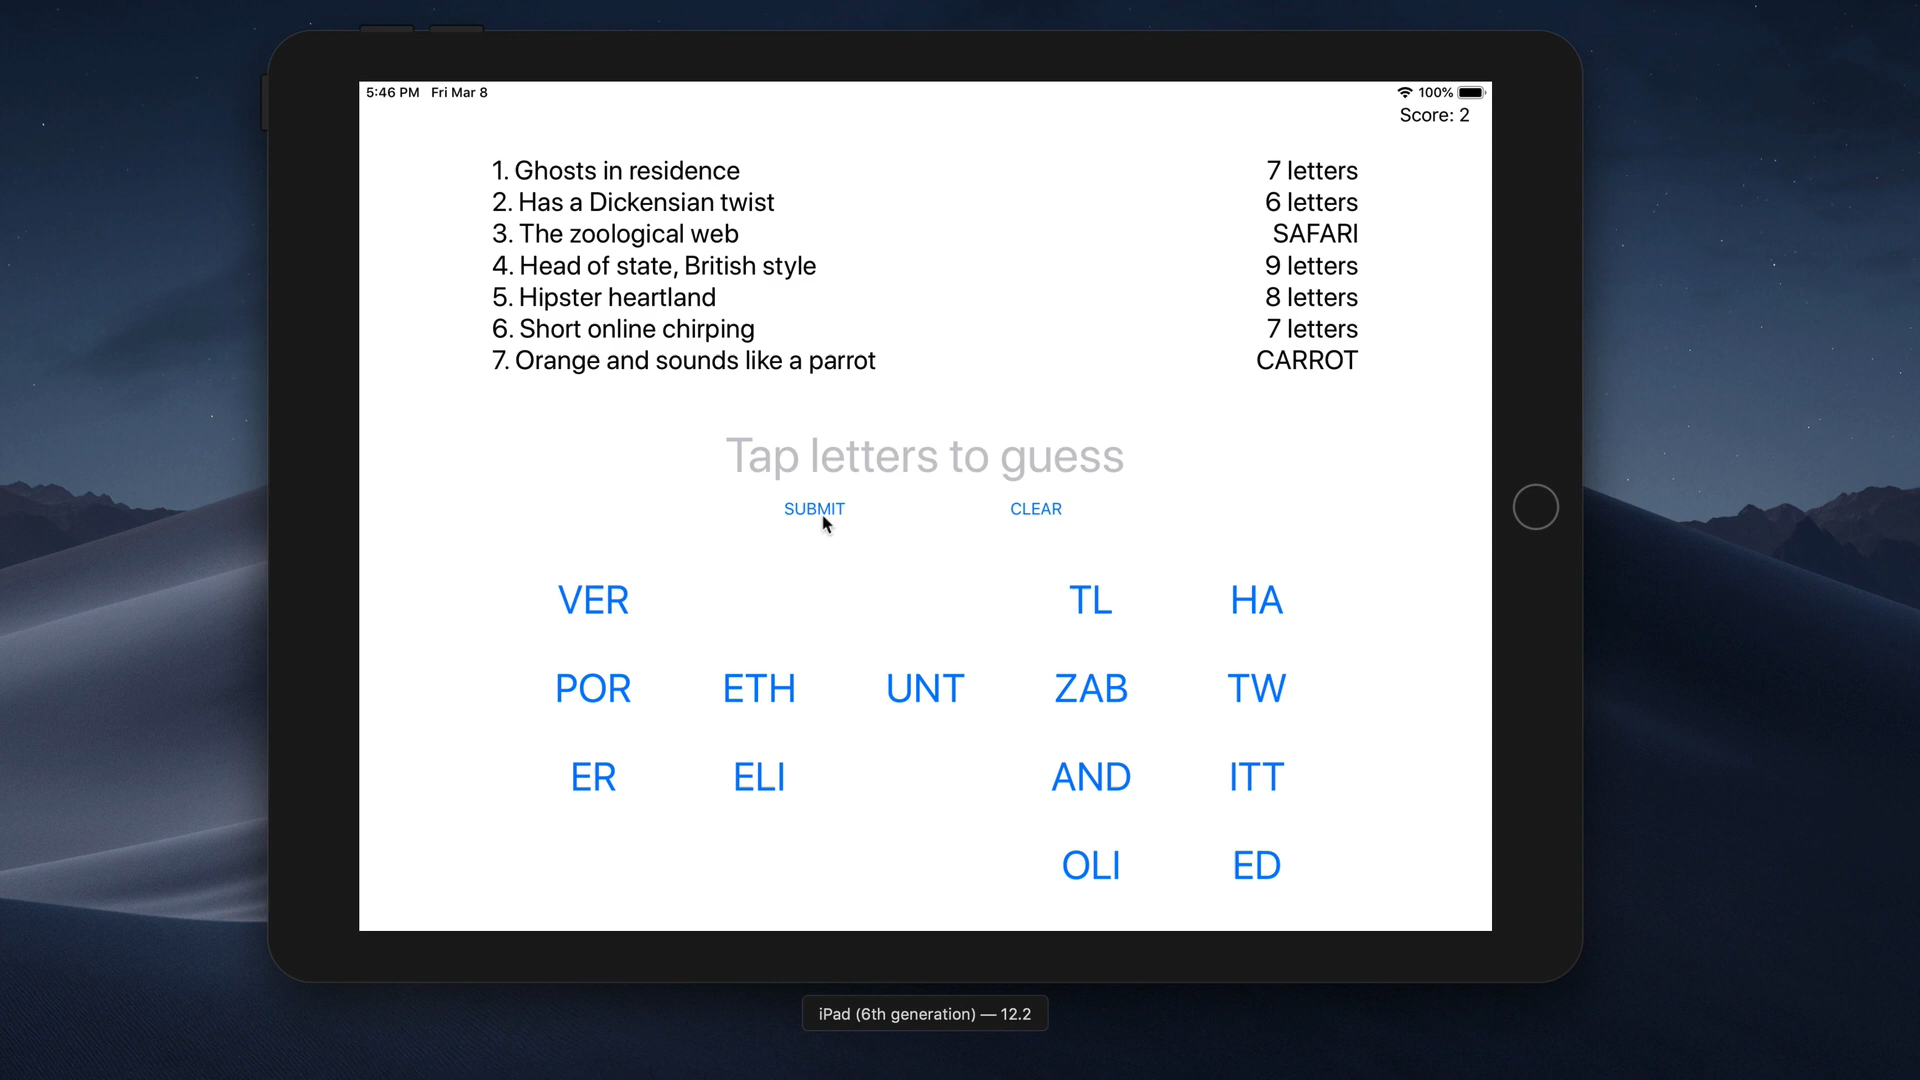 5:46 PM Fri Mar 8 100%
Score: 2
1. Ghosts in residence 7 letters
2. Has a Dickensian twist 6 letters
3. The zoological web SAFARI
4. Head of state, British style 9 letters
5. Hipster heartland 8 letters
6. Short online chirping 7 letters
7. Orange and sounds like a parrot CARROT
Tap letters to guess
SUBMIT CLEAR
VER TL HA
POR ETH UNT ZAB TW
ER ELI AND ITT
OLI ED
iPad (6th generation) — 12.2